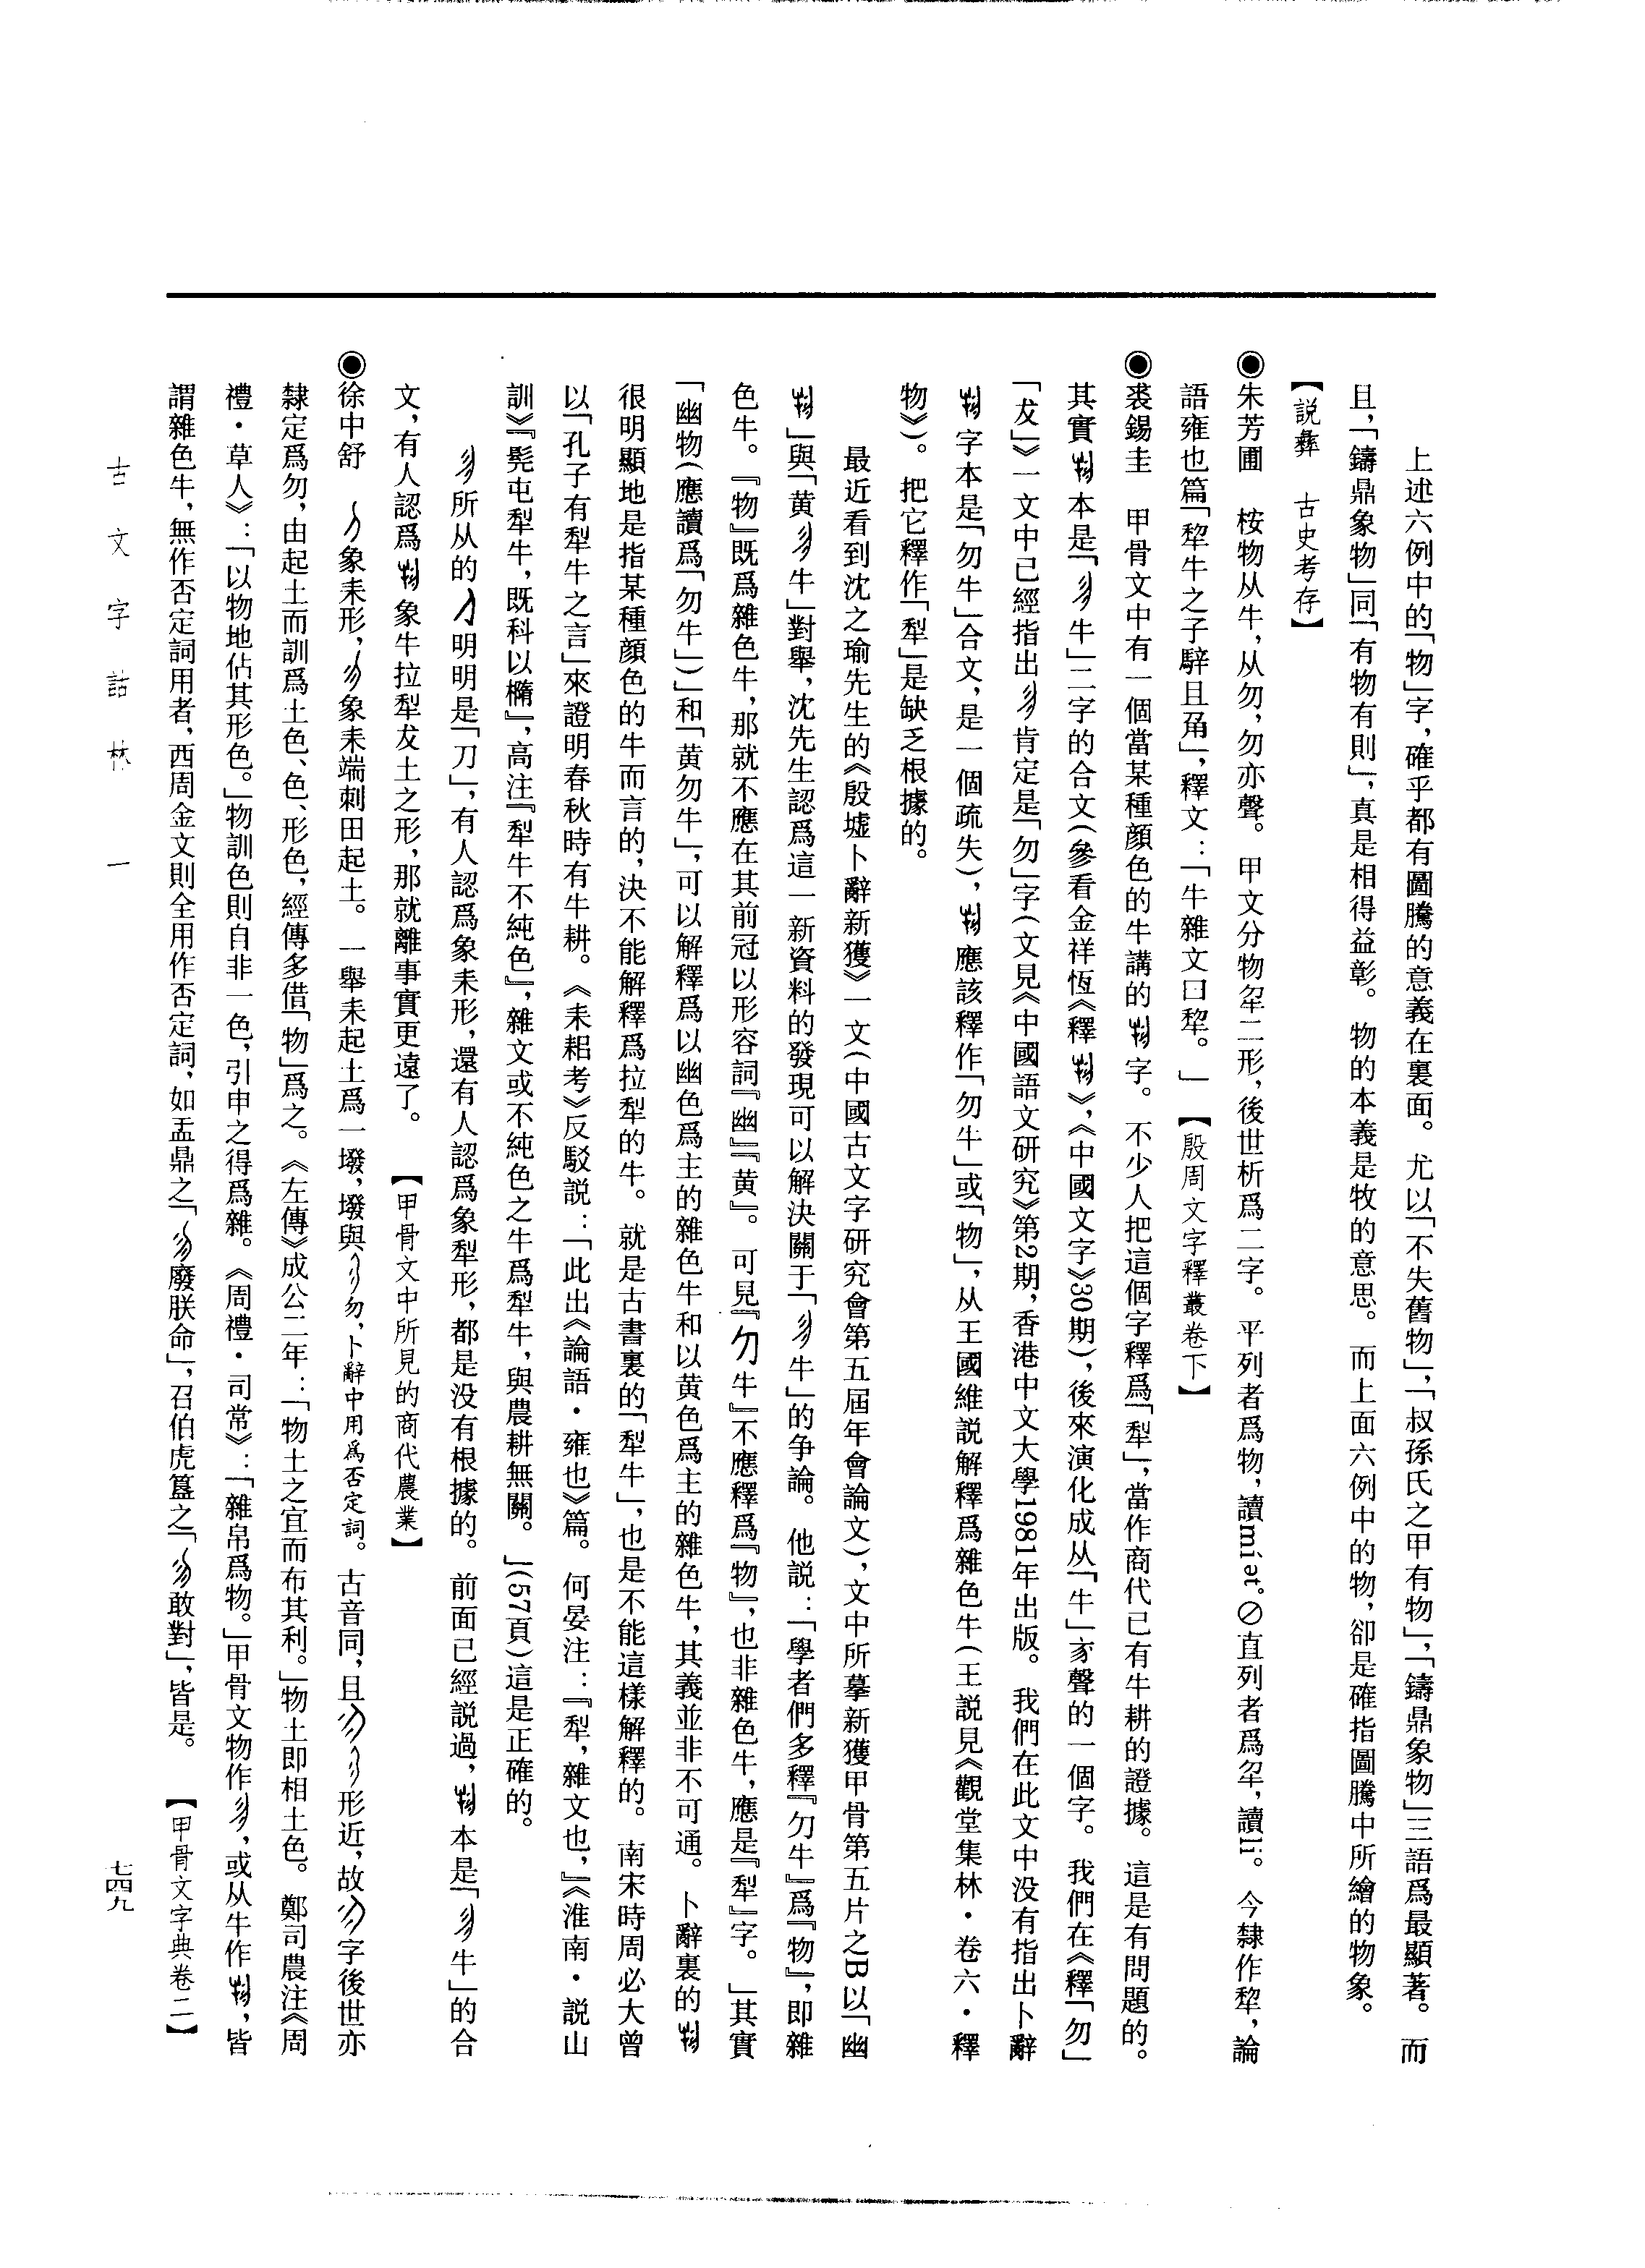 上述六例中的「物」字，確乎都有圖騰的意義在裏面。尤以「不失舊物」，「叔孫氏之甲有物」，「鑄鼎象物」三語爲最顯著。而
且，「鑄鼎象物」同「有物有則」，真是相得益彰。物的本義是牧的意思。而上面六例中的物，卻是確指圖騰中所繪的物象。
【説彝　古史考存】
◉朱芳圃　桉物从牛，从勿，勿亦聲。甲文分物牪二形，後世析爲二字。平列者爲物，讀miət。⊘直列者爲，讀li。今隸作犂，論
語雍也篇「犂牛之子騂且角」，釋文：「牛雜文曰犂。」【殷周文字釋叢卷下】
◉裘錫圭　甲骨文中有一個當某種顔色的牛講的字。不少人把這個字釋爲「犁」，當作商代已有牛耕的證據。這是有問題的。
其實本是「牛」二字的合文（參看金祥恆《釋》，《中國文字》30期），後來演化成从「牛」聲的一個字。我們在《釋「勿」
「犮」》一文中已經指出肯定是「勿」字（文見《中國語文研究》第2期，香港中文大學1981年出版。我們在此文中没有指出卜辭
字本是「勿牛」合文，是一個疏失），應該釋作「勿牛」或「物」，从王國維説解釋爲雜色牛（王説見《觀堂集林·卷六·釋
物》）。把它釋作「犁」是缺乏根據的。
最近看到沈之瑜先生的《殷墟卜辭新獲》一文（中國古文字研究會第五屆年會論文），文中所摹新獲甲骨第五片之B以「幽
」與「黄牛」對舉，沈先生認爲這一新資料的發現可以解決關于「牛」的争論。他説：「學者們多釋『勿牛』爲『物』，即雜
色牛。『物』既爲雜色牛，那就不應在其前冠以形容詞『幽』『黄』。可見『牛』不應釋爲『物』，也非雜色牛，應是『犁』字。」其實
「幽物（應讀爲「勿牛」）」和「黄勿牛」，可以解釋爲以幽色爲主的雜色牛和以黄色爲主的雜色牛，其義並非不可通。卜辭裏的
很明顯地是指某種顔色的牛而言的，決不能解釋爲拉犁的牛。就是古書裏的「犁牛」，也是不能這樣解釋的。南宋時周必大曾
以「孔子有犁牛之言」來證明春秋時有牛耕。《耒耜考》反駁説：「此出《論語·雍也》篇。何晏注：『犁，雜文也，』《淮南·説山
訓》『髡屯犁牛，既科以橢』，高注『犁牛不純色』，雜文或不純色之牛爲犁牛，與農耕無關。」（57頁）這是正確的。
所从的明明是「刀」，有人認爲象耒形，還有人認爲象犁形，都是没有根據的。前面已經説過，本是「牛」的合
文，有人認爲象牛拉犁犮土之形，那就離事實更遠了。【甲骨文中所見的商代農業】
◉徐中舒　象耒形，象耒端刺田起土。一舉耒起土爲一墢，墢與勿，卜辭中用爲否定詞。古音同，且形近，故字後世亦
隸定爲勿，由起土而訓爲土色、色、形色，經傳多借「物」爲之。《左傳》成公二年：「物土之宜而布其利。」物土即相土色。鄭司農注《周
禮·草人》：「以物地佔其形色。」物訓色則自非一色，引申之得爲雜。《周禮·司常》：「雜帛爲物。」甲骨文物作，或从牛作，皆
謂雜色牛，無作否定詞用者，西周金文則全用作否定詞，如盂鼎之「廢朕命」，召伯虎簋之「敢對」，皆是。【甲骨文字典卷二】
古文字詁林　一
七四九